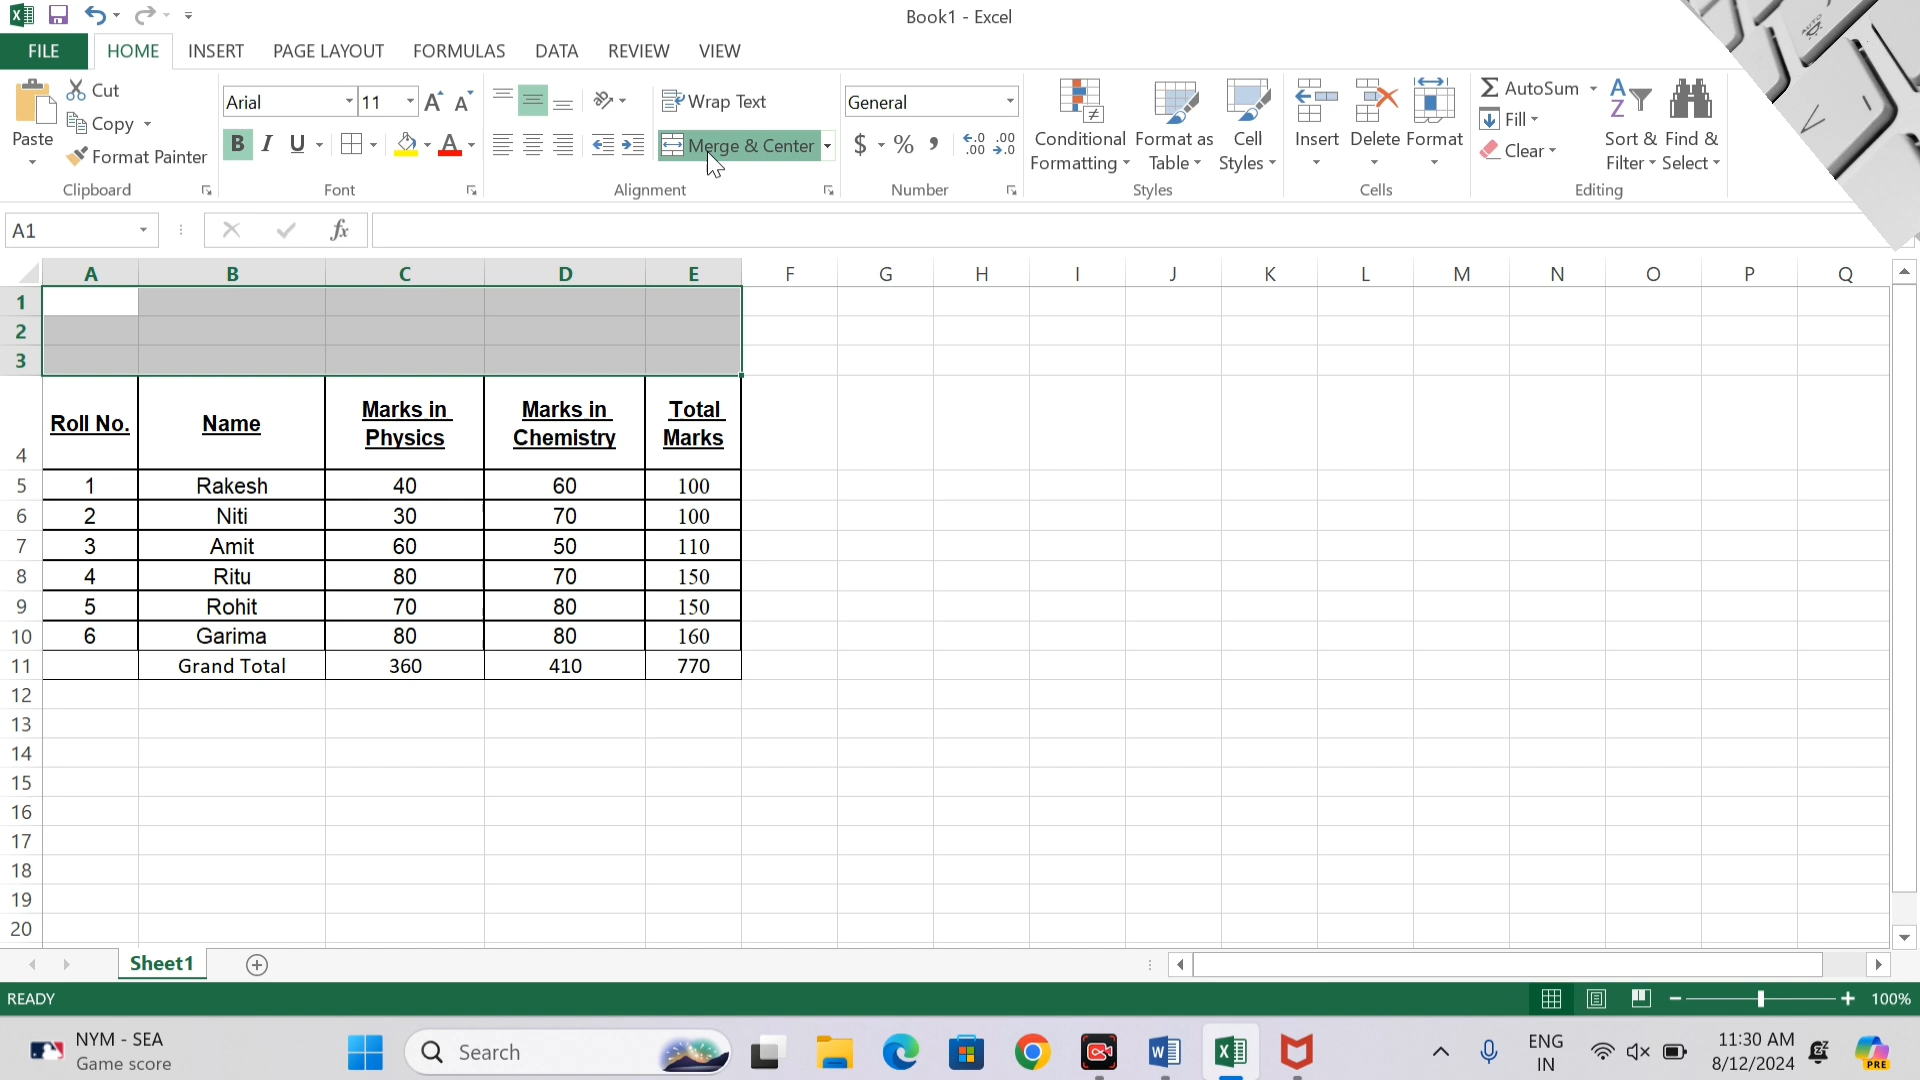 Book1 - Excel
FILE HOME INSERT PAGE LAYOUT FORMULAS DATA REVIEW VIEW
Paste
Cut
Copy
Format Painter
Clipboard
Arial 11
A A
B I U A
Font
Wrap Text
Merge & Center
Alignment
General
$ % ,
Number
Conditional
Formatting
Format as
Table
Cell
Styles
Styles
Insert Delete Format
Cells
AutoSum
Fill
Clear
Sort &
Filter
Find &
Select
Editing
A1 fx
A B C D E F G H I J K L M N O P Q
1
2
3
4 Roll No. Name Marks in Physics Marks in Chemistry Total Marks
5 1 Rakesh 40 60 100
6 2 Niti 30 70 100
7 3 Amit 60 50 110
8 4 Ritu 80 70 150
9 5 Rohit 70 80 150
10 6 Garima 80 80 160
11 Grand Total 360 410 770
12
13
14
15
16
17
18
19
20
Sheet1
READY 100%
NYM - SEA
Game score
Search
ENG
IN
11:30 AM
8/12/2024
PRE